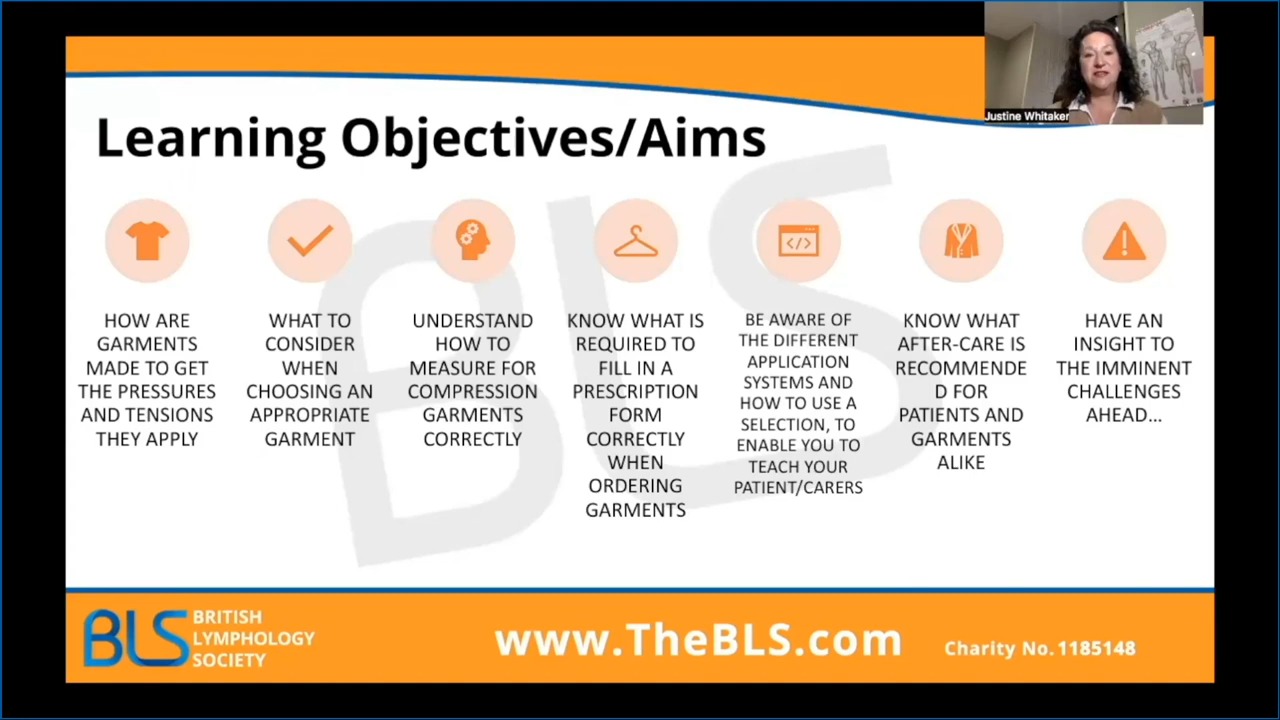 Justine Whitaker
Learning Objectives/Aims
HOW ARE
GARMENTS
MADE TO GET
THE PRESSURES
AND TENSIONS
THEY APPLY
WHAT TO
CONSIDER
WHEN
CHOOSING AN
APPROPRIATE
GARMENT
UNDERSTAND
HOW TO
MEASURE FOR
COMPRESSION
GARMENTS
CORRECTLY
KNOW WHAT IS
REQUIRED TO
FILL IN A
PRESCRIPTION
FORM
CORRECTLY
WHEN
ORDERING
GARMENTS
BE AWARE OF
THE DIFFERENT
APPLICATION
SYSTEMS AND
HOW TO USE A
SELECTION, TO
ENABLE YOU TO
TEACH YOUR
PATIENT/CARERS
KNOW WHAT
AFTER-CARE IS
RECOMMENDE
D FOR
PATIENTS AND
GARMENTS
ALIKE
HAVE AN
INSIGHT TO
THE IMMINENT
CHALLENGES
AHEAD...
BLS
BLS
BRITISH
LYMPHOLOGY
SOCIETY
www.TheBLS.com
Charity No. 1185148